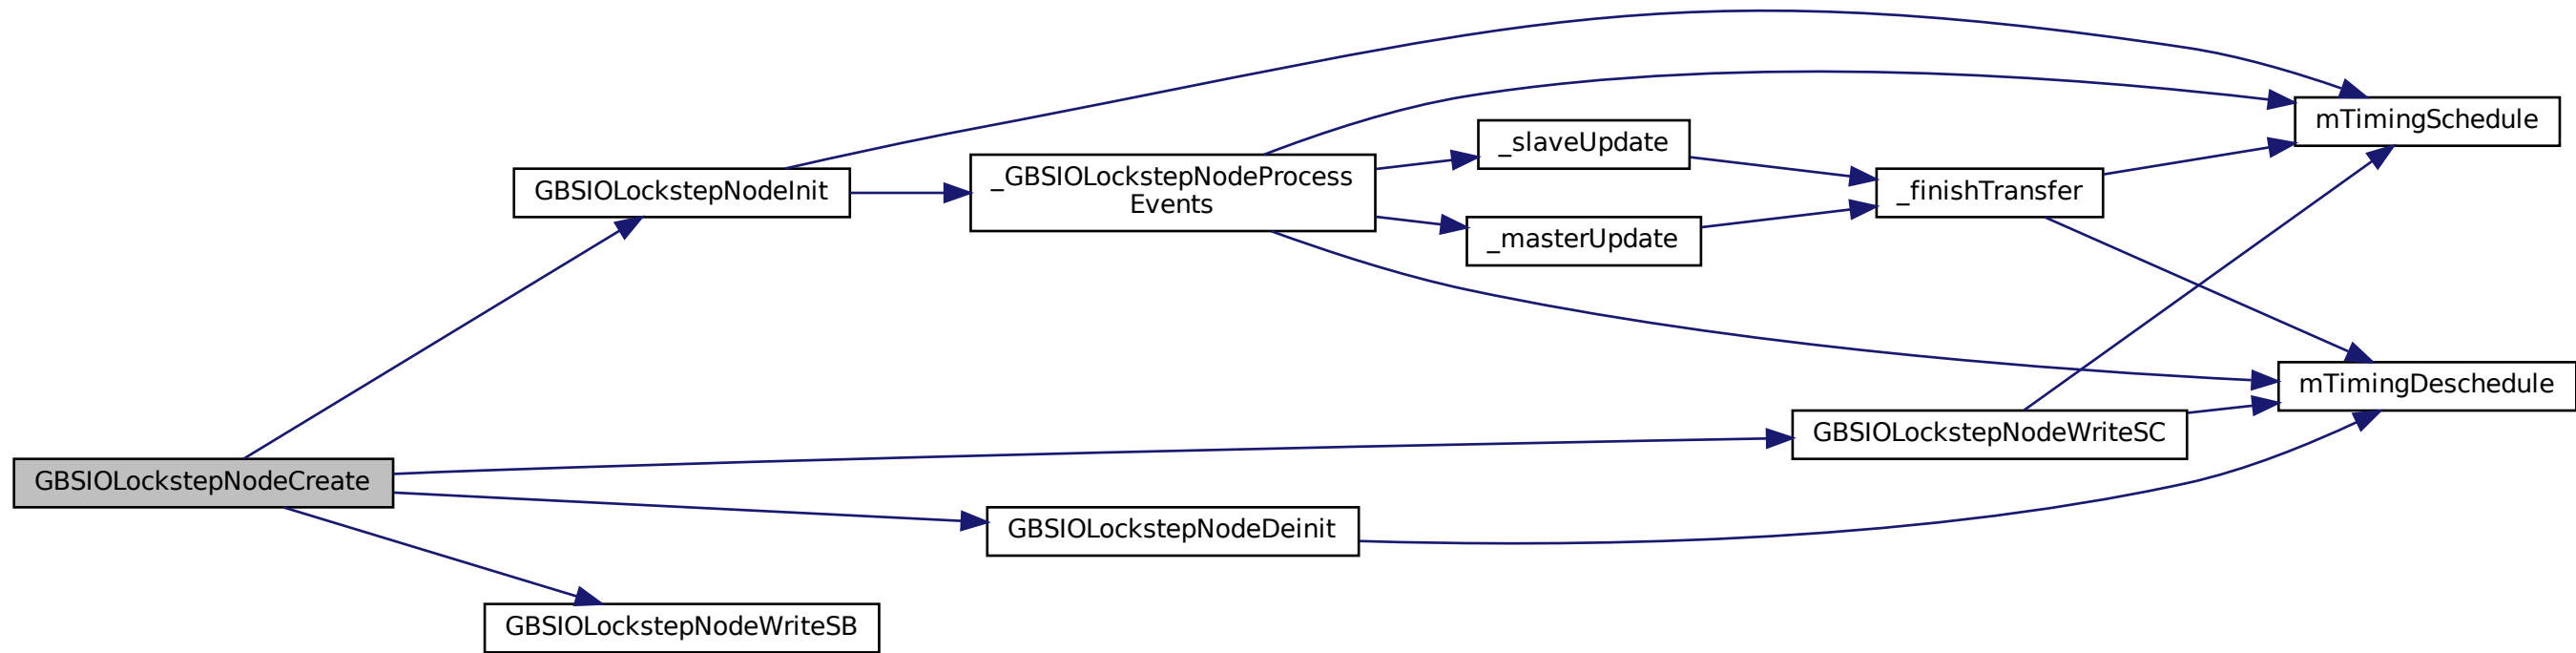 mTimingSchedule
_slaveUpdate
GBSIOLockstepNodeInit
_GBSIOLockstepNodeProcess
Events
_finishTransfer
_masterUpdate
mTimingDeschedule
GBSIOLockstepNodeWriteSC
GBSIOLockstepNodeCreate
GBSIOLockstepNodeDeinit
GBSIOLockstepNodeWriteSB